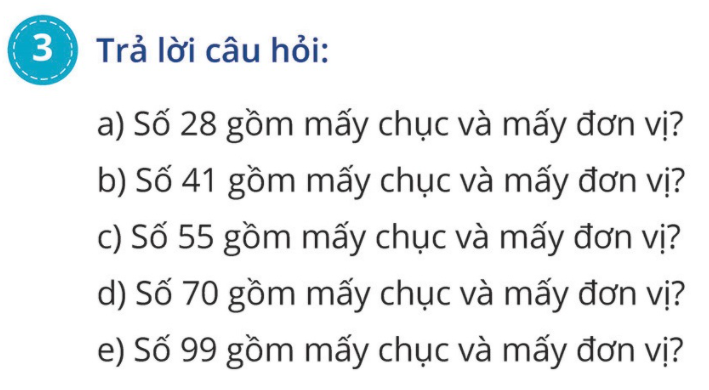 3 Trả lời câu hỏi:
a) Số 28 gồm mấy chục và mấy đơn vị?
b) Số 41 gồm mấy chục và mấy đơn vị?
c) Số 55 gồm mấy chục và mấy đơn vị?
d) Số 70 gồm mấy chục và mấy đơn vị?
e) Số 99 gồm mấy chục và mấy đơn vị?